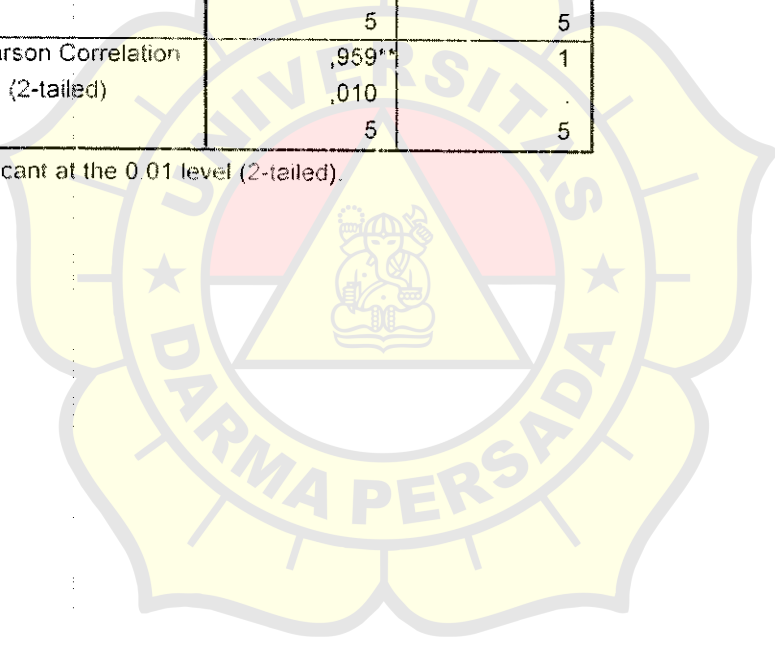 5 5
rson Correlation ,959** 1
(2-tailed) ,010 .
5 5
cant at the 0.01 level (2-tailed).
UNIVERSITAS
DARMA PERSADA